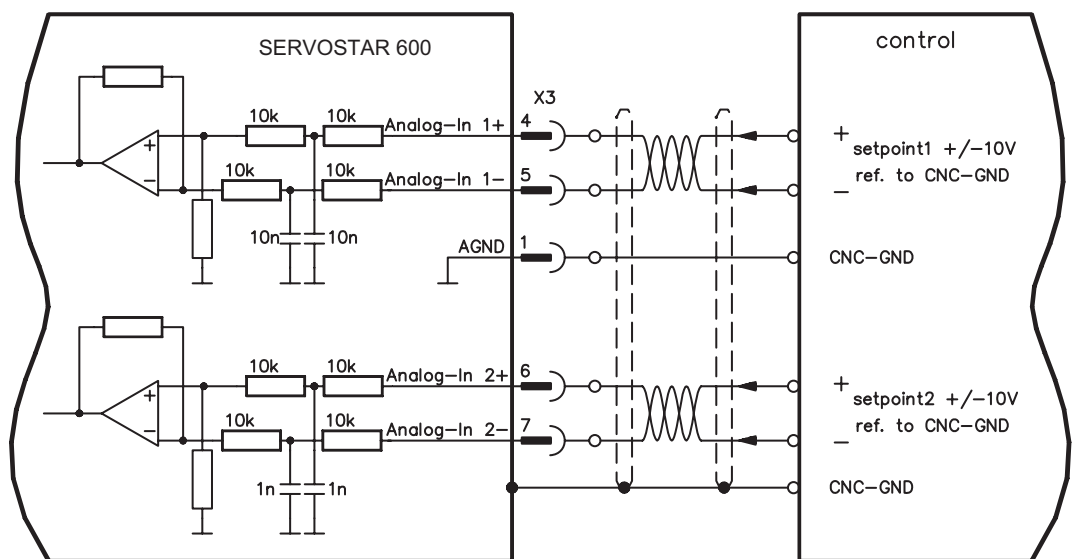 SERVOSTAR 600
control
X3
10k
10k
Analog-In 1+
4
+
+
setpoint1 +/-10V
10k
10k
Analog-In 1-
5
-
-
ref. to CNC-GND
10n
10n
AGND
1
CNC-GND
10k
10k
Analog-In 2+
6
+
+
setpoint2 +/-10V
10k
10k
Analog-In 2-
7
-
-
ref. to CNC-GND
1n
1n
CNC-GND